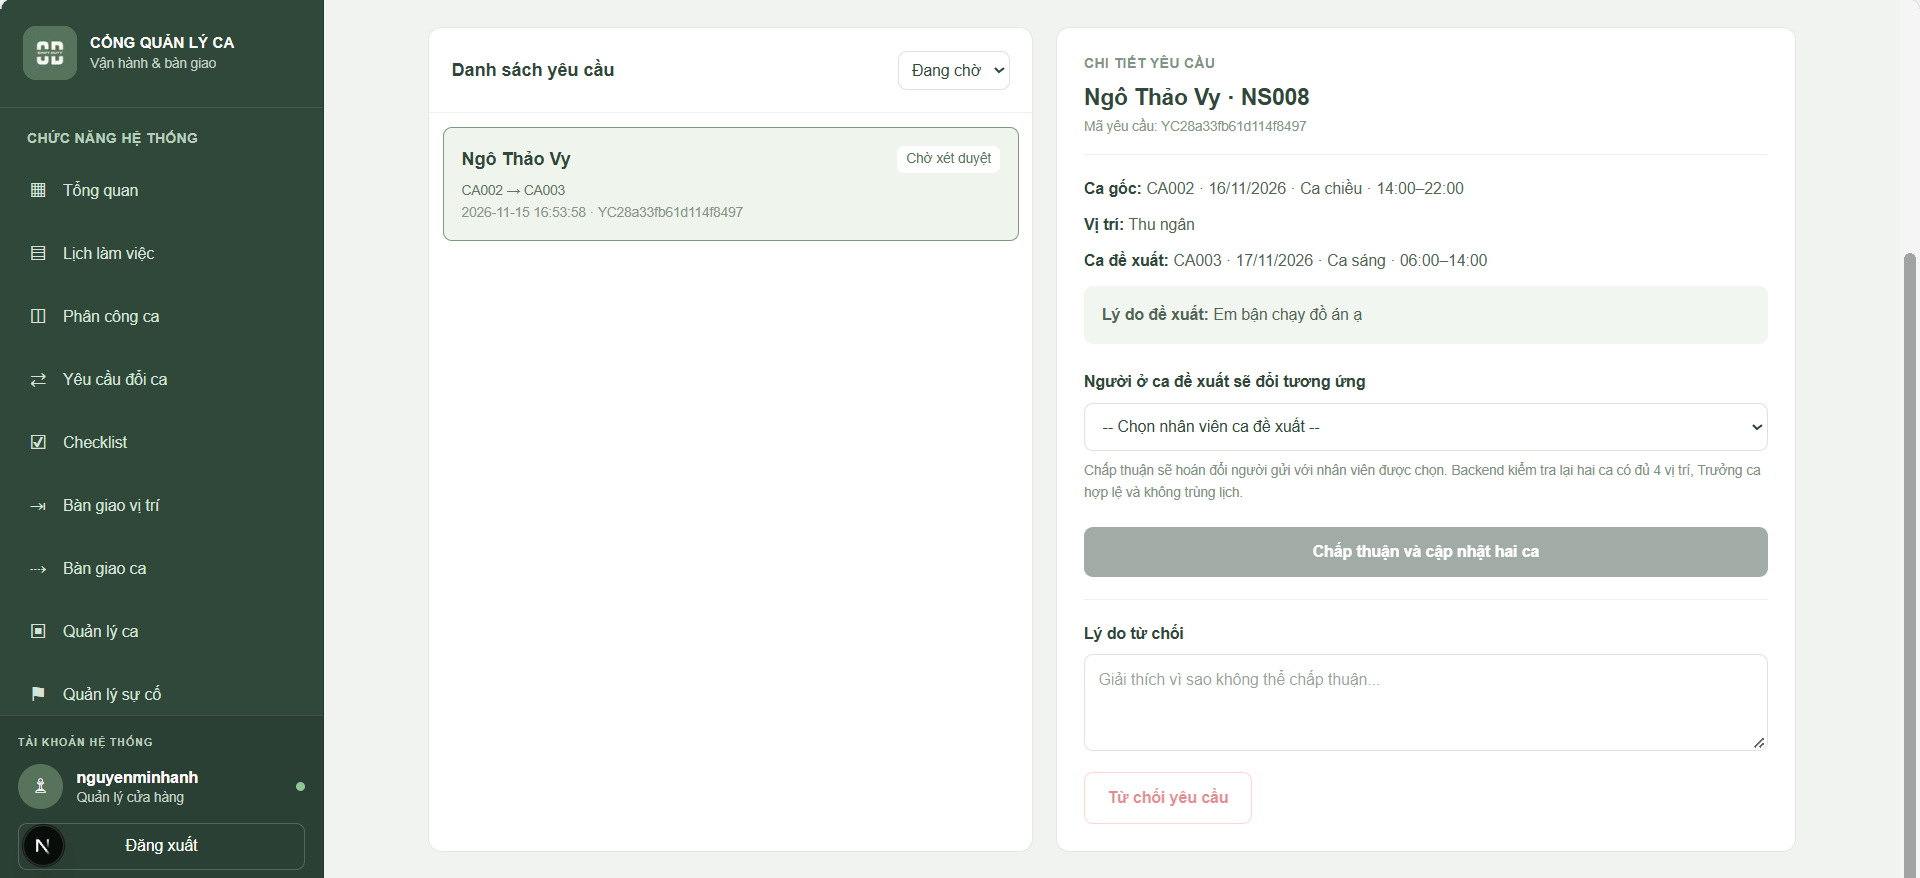 CỔNG QUẢN LÝ CA
Vận hành & bàn giao
CHỨC NĂNG HỆ THỐNG
Tổng quan
Lịch làm việc
Phân công ca
Yêu cầu đổi ca
Checklist
Bàn giao vị trí
Bàn giao ca
Quản lý ca
Quản lý sự cố
TÀI KHOẢN HỆ THỐNG
nguyenminhanh
Quản lý cửa hàng
N
Đăng xuất
Danh sách yêu cầu
Đang chờ
Ngô Thảo Vy
Chờ xét duyệt
CA002 → CA003
2026-11-15 16:53:58 · YC28a33fb61d114f8497
CHI TIẾT YÊU CẦU
Ngô Thảo Vy · NS008
Mã yêu cầu: YC28a33fb61d114f8497
Ca gốc: CA002 · 16/11/2026 · Ca chiều · 14:00–22:00
Vị trí: Thu ngân
Ca đề xuất: CA003 · 17/11/2026 · Ca sáng · 06:00–14:00
Lý do đề xuất: Em bận chạy đồ án ạ
Người ở ca đề xuất sẽ đổi tương ứng
-- Chọn nhân viên ca đề xuất --
Chấp thuận sẽ hoán đổi người gửi với nhân viên được chọn. Backend kiểm tra lại hai ca có đủ 4 vị trí, Trưởng ca
hợp lệ và không trùng lịch.
Chấp thuận và cập nhật hai ca
Lý do từ chối
Giải thích vì sao không thể chấp thuận...
Từ chối yêu cầu